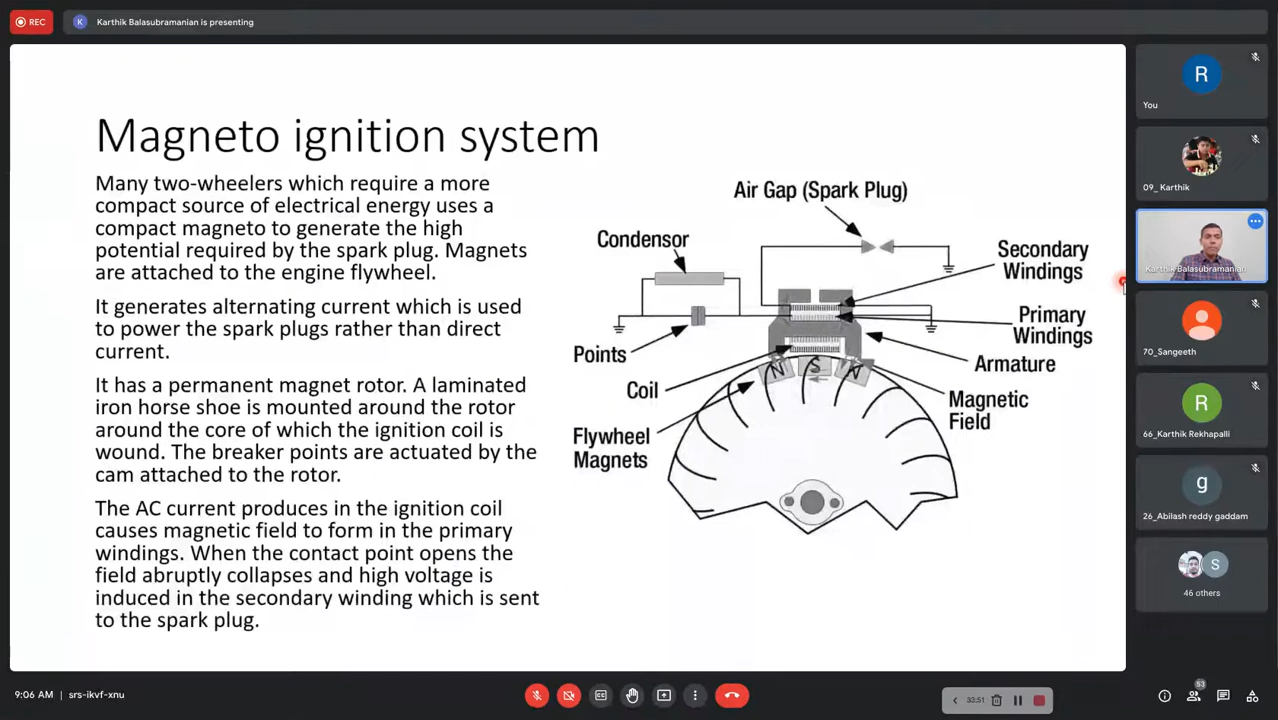 REC
K
Karthik Balasubramanian is presenting
Magneto ignition system
Many two-wheelers which require a more
compact source of electrical energy uses a
compact magneto to generate the high
potential required by the spark plug. Magnets
are attached to the engine flywheel.
It generates alternating current which is used
to power the spark plugs rather than direct
current.
It has a permanent magnet rotor. A laminated
iron horse shoe is mounted around the rotor
around the core of which the ignition coil is
wound. The breaker points are actuated by the
cam attached to the rotor.
The AC current produces in the ignition coil
causes magnetic field to form in the primary
windings. When the contact point opens the
field abruptly collapses and high voltage is
induced in the secondary winding which is sent
to the spark plug.
Air Gap (Spark Plug)
Condensor
Secondary
Windings
Primary
Windings
Points
Armature
Coil
N S N
Magnetic
Field
Flywheel
Magnets
R
You
09_ Karthik
Karthik Balasubramanian
70_Sangeeth
R
66_Karthik Rekhapalli
g
26_Abilash reddy gaddam
S
46 others
9:06 AM | srs-ikvf-xnu
33:51
53